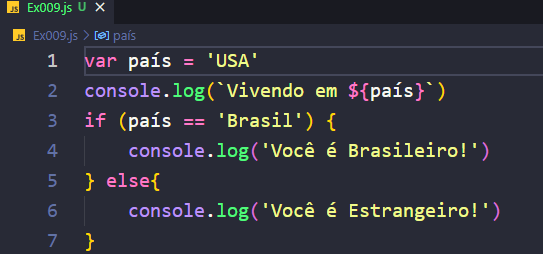 JS Ex009.js U X
JS Ex009.js > país
1 var país = 'USA'
2 console.log(`Vivendo em ${país}`)
3 if (país == 'Brasil') {
4 console.log('Você é Brasileiro!')
5 } else{
6 console.log('Você é Estrangeiro!')
7 }